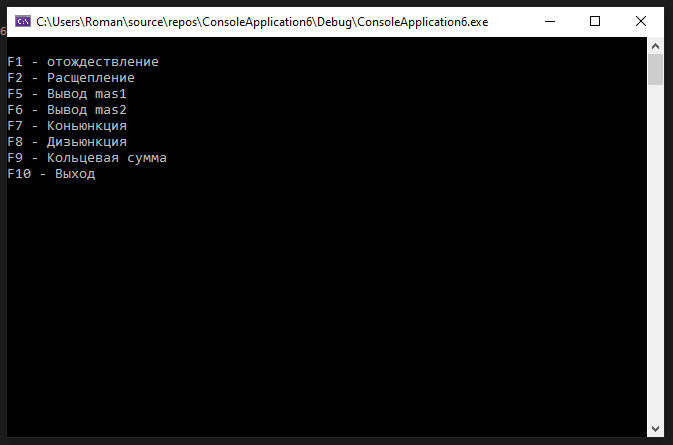 C:\Users\Roman\source\repos\ConsoleApplication6\Debug\ConsoleApplication6.exe
6
F1 - отождествление
F2 - Расщепление
F5 - Вывод mas1
F6 - Вывод mas2
F7 - Коньюнкция
F8 - Дизьюнкция
F9 - Кольцевая сумма
F10 - Выход